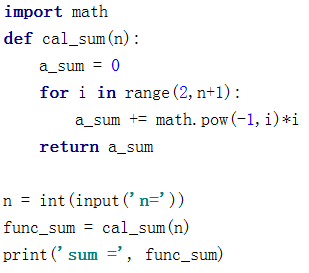 import math
def cal_sum(n):
    a_sum = 0
    for i in range(2,n+1):
        a_sum += math.pow(-1,i)*i
    return a_sum

n = int(input('n='))
func_sum = cal_sum(n)
print('sum =', func_sum)